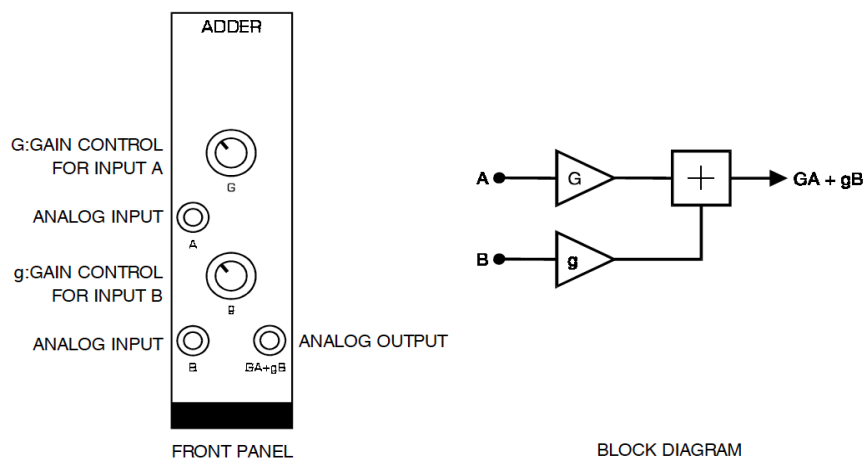 ADDER
G:GAIN CONTROL
FOR INPUT A
G
ANALOG INPUT
A
g:GAIN CONTROL
FOR INPUT B
g
ANALOG INPUT
B
GA+gB
ANALOG OUTPUT
FRONT PANEL
A
G
+
GA + gB
B
g
BLOCK DIAGRAM